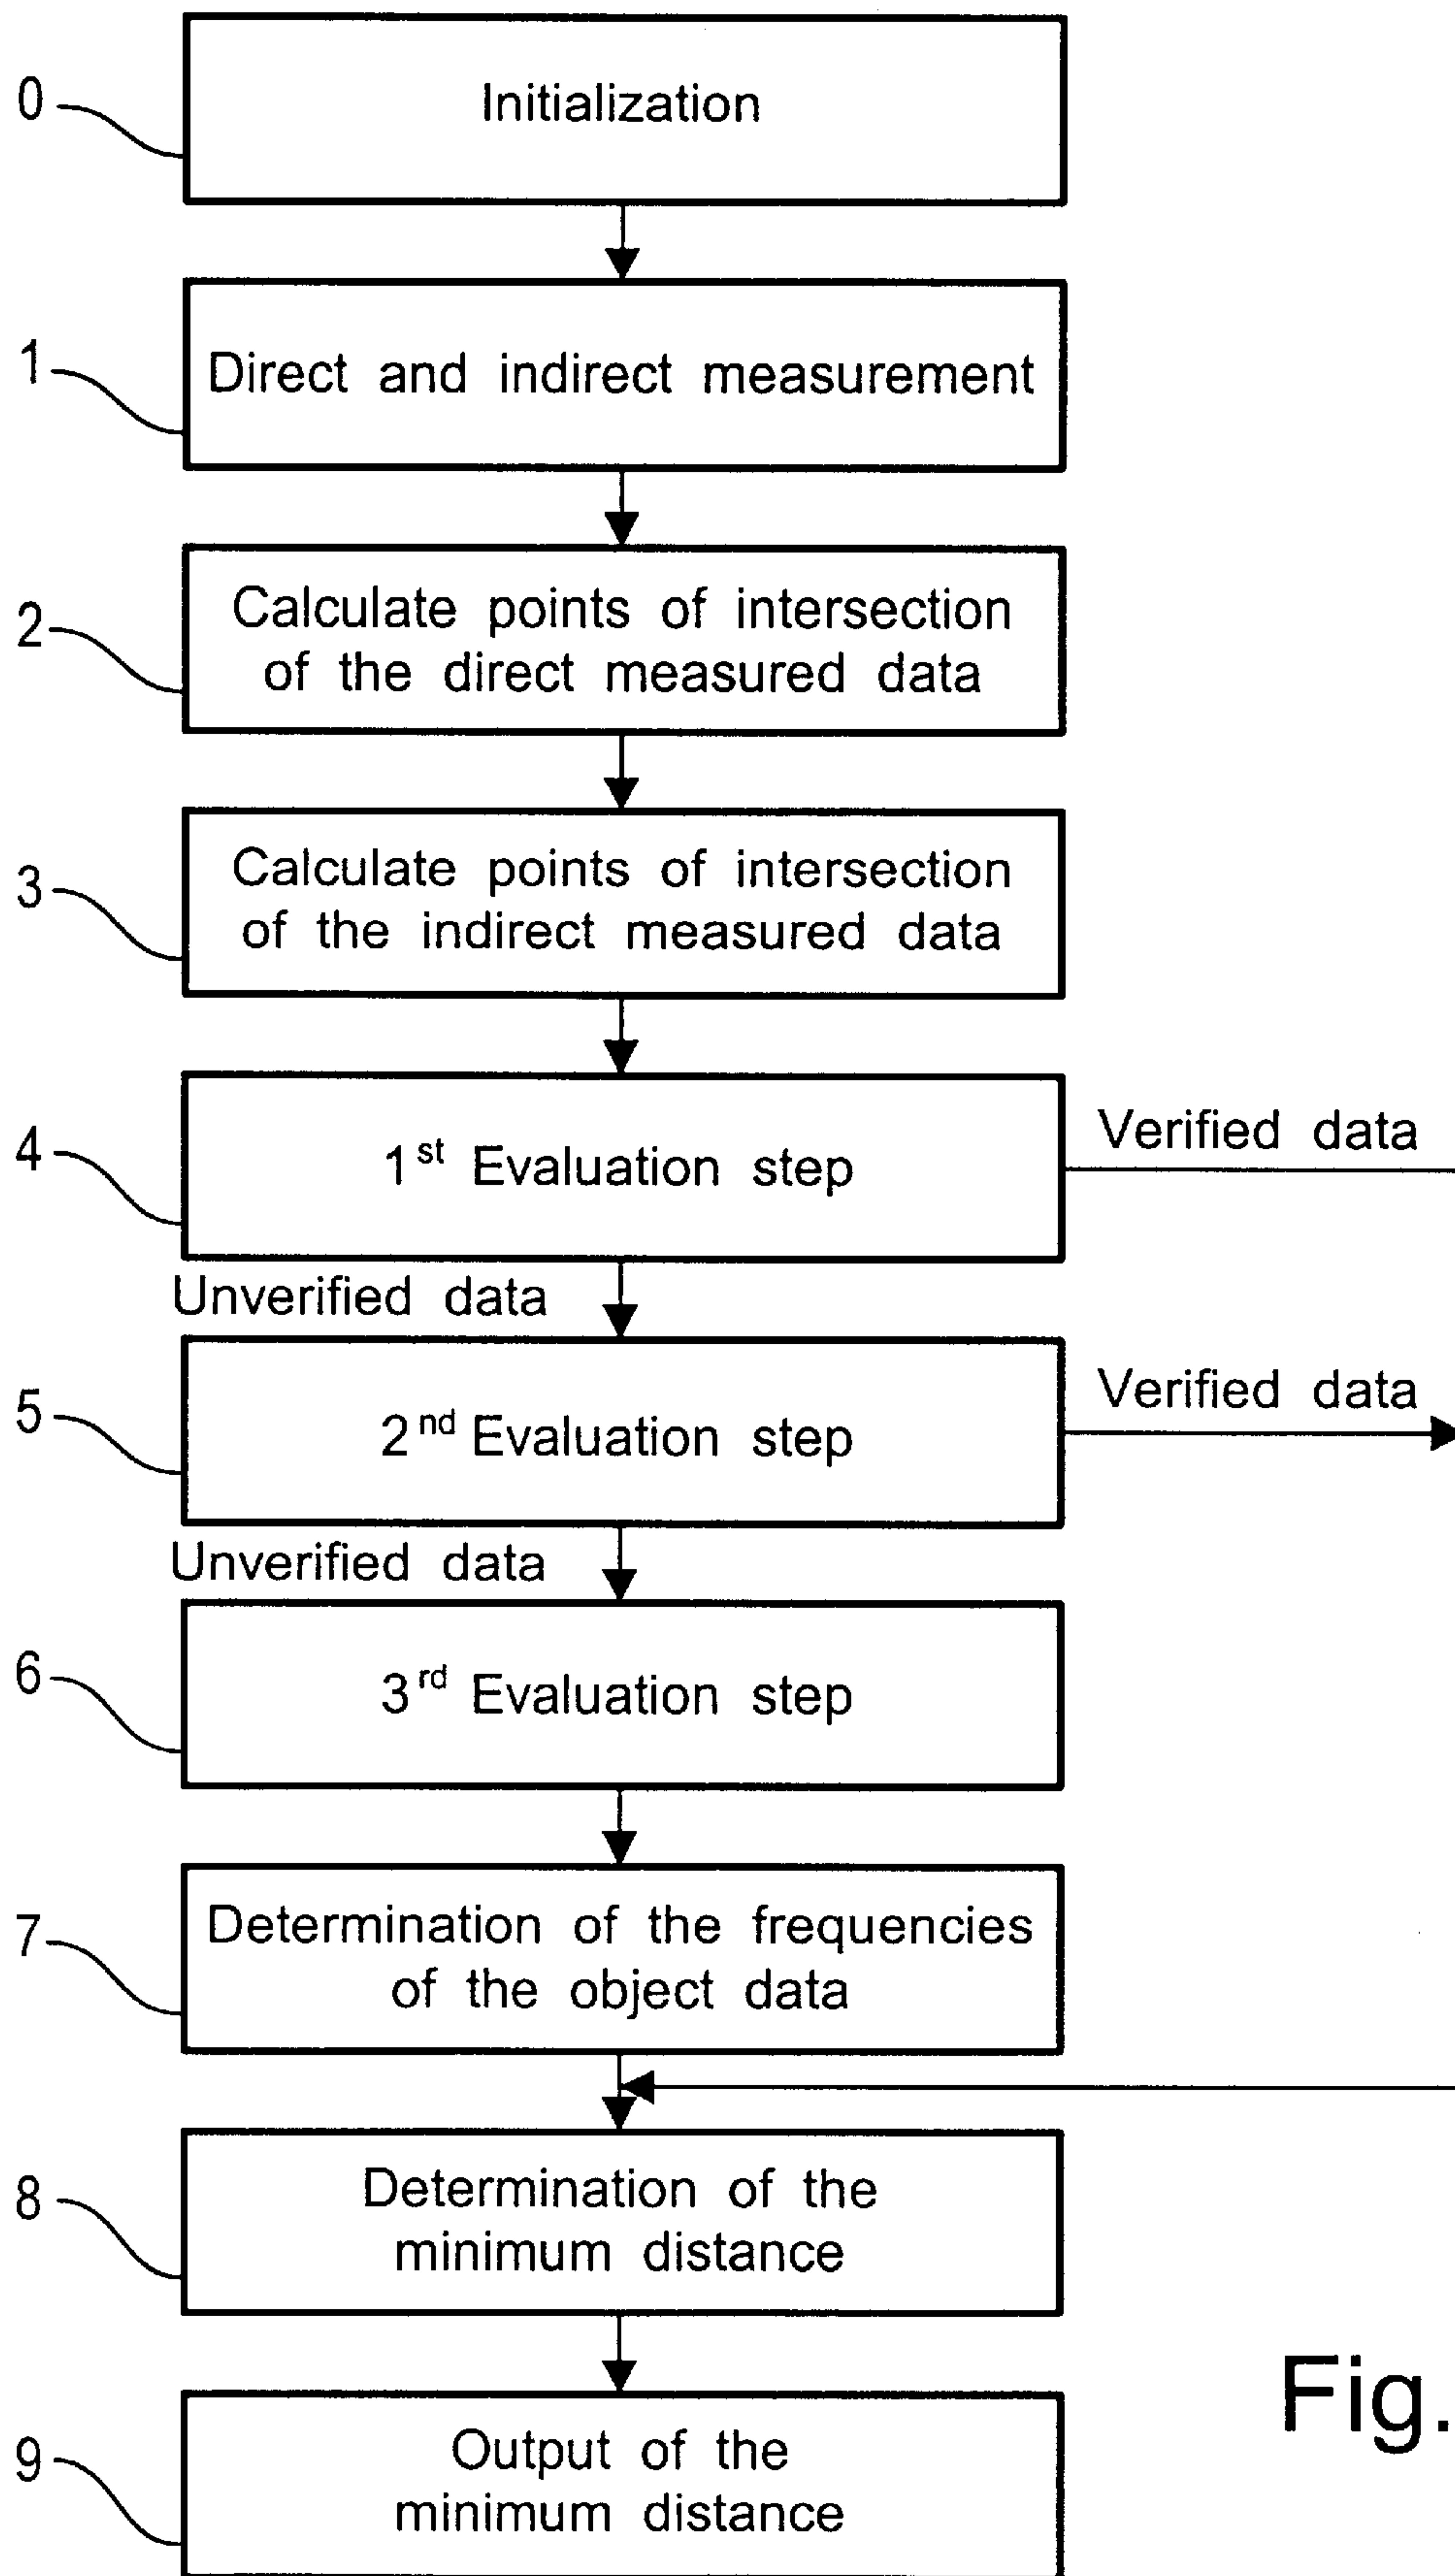 0
Initialization
1
Direct and indirect measurement
2
Calculate points of intersection
of the direct measured data
3
Calculate points of intersection
of the indirect measured data
4
1st Evaluation step
Verified data
Unverified data
5
2nd Evaluation step
Verified data
Unverified data
6
3rd Evaluation step
7
Determination of the frequencies
of the object data
8
Determination of the
minimum distance
9
Output of the
minimum distance
Fig.